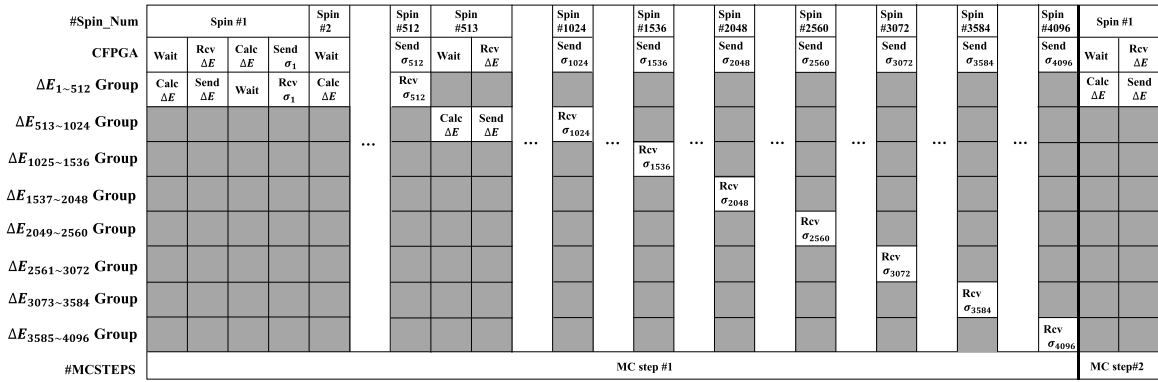 #Spin_Num Spin #1 Spin #2 Spin #512 Spin #513 Spin #1024 Spin #1536 Spin #2048 Spin #2560 Spin #3072 Spin #3584 Spin #4096 Spin #1
CFPGA Wait Rcv ΔE Calc ΔE Send σ₁ Wait Send σ₅₁₂ Wait Rcv ΔE Send σ₁₀₂₄ Send σ₁₅₃₆ Send σ₂₀₄₈ Send σ₂₅₆₀ Send σ₃₀₇₂ Send σ₃₅₈₄ Send σ₄₀₉₆ Wait Rcv ΔE
ΔE₁~₅₁₂ Group Calc ΔE Send ΔE Wait Rcv σ₁ Calc ΔE Rcv σ₅₁₂ Calc ΔE Send ΔE
ΔE₅₁₃~₁₀₂₄ Group Calc ΔE Send ΔE Rcv σ₁₀₂₄
... ... ... ... ... ... ... ... ...
ΔE₁₀₂₅~₁₅₃₆ Group Rcv σ₁₅₃₆
ΔE₁₅₃₇~₂₀₄₈ Group Rcv σ₂₀₄₈
ΔE₂₀₄₉~₂₅₆₀ Group Rcv σ₂₅₆₀
ΔE₂₅₆₁~₃₀₇₂ Group Rcv σ₃₀₇₂
ΔE₃₀₇₃~₃₅₈₄ Group Rcv σ₃₅₈₄
ΔE₃₅₈₅~₄₀₉₆ Group Rcv σ₄₀₉₆
#MCSTEPS MC step #1 MC step#2